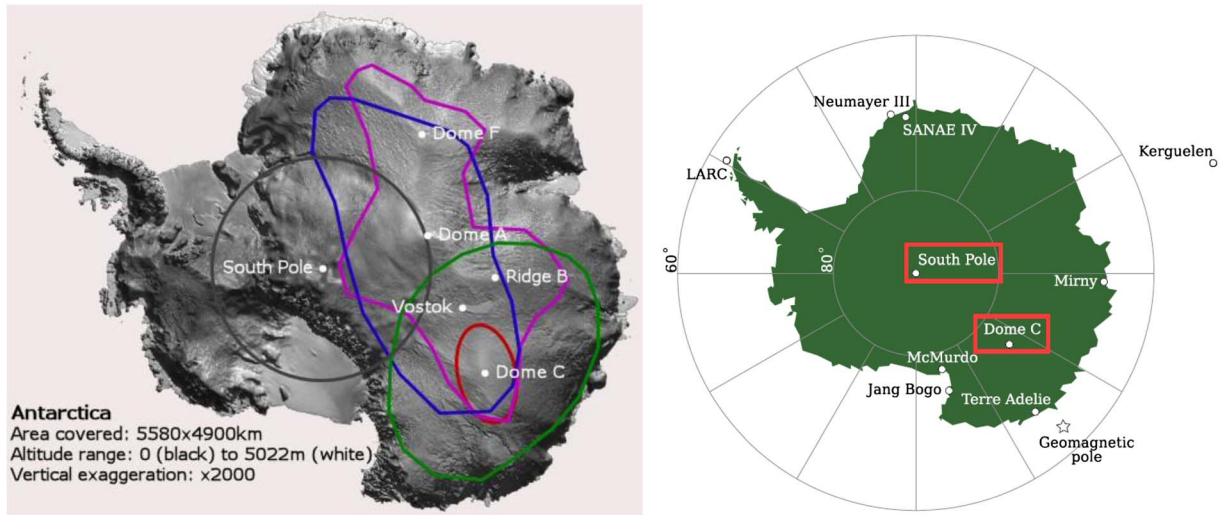 Dome F
Dome A
South Pole
Ridge B
Vostok
Dome C
Antarctica
Area covered: 5580x4900km
Altitude range: 0 (black) to 5022m (white)
Vertical exaggeration: x2000
Neumayer III
SANAE IV
Kerguelen
LARC
60°
80°
South Pole
Mirny
Dome C
McMurdo
Jang Bogo
Terre Adelie
Geomagnetic
pole